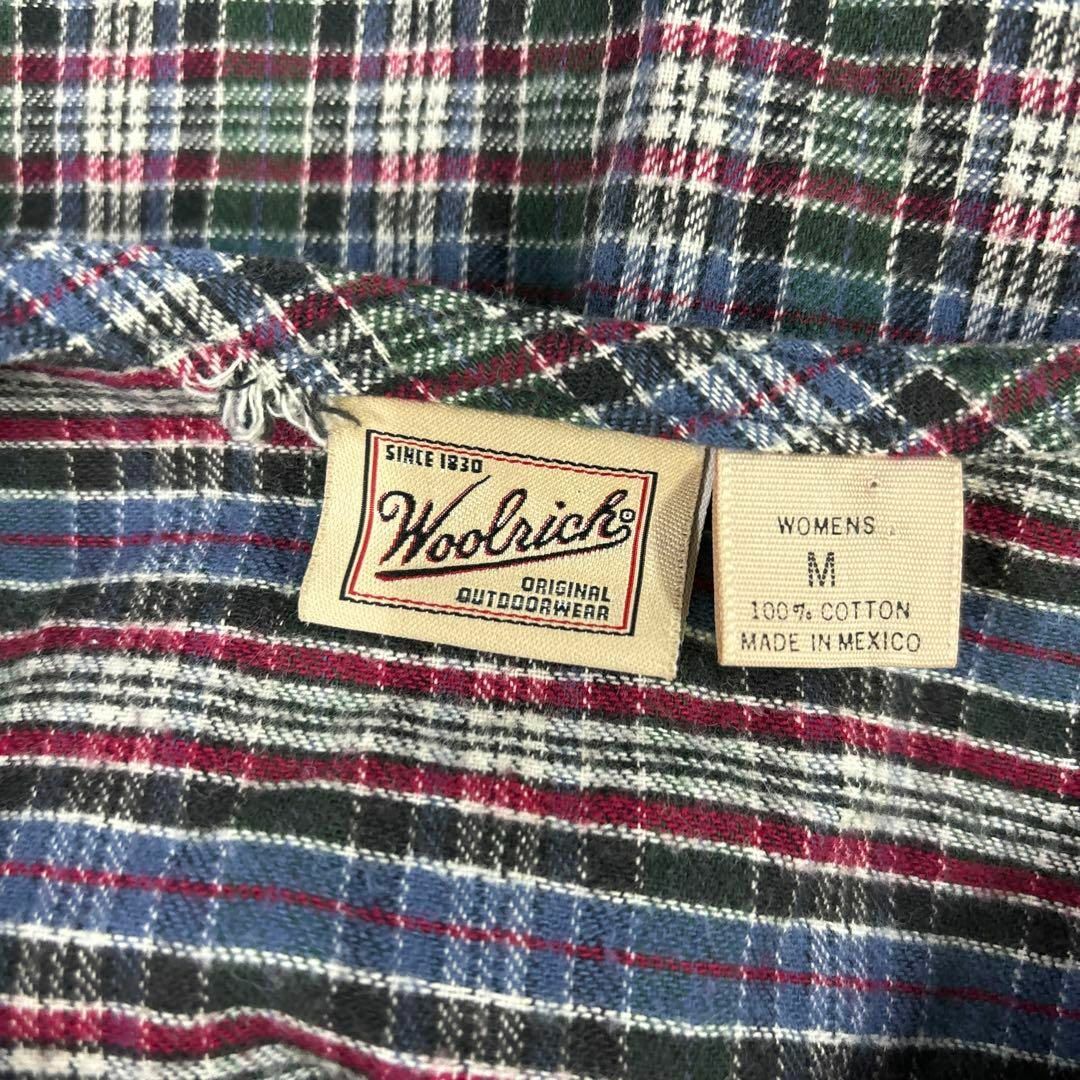 SINCE 1830
Woolrich®
ORIGINAL
OUTDOORWEAR
WOMENS
M
100% COTTON
MADE IN MEXICO